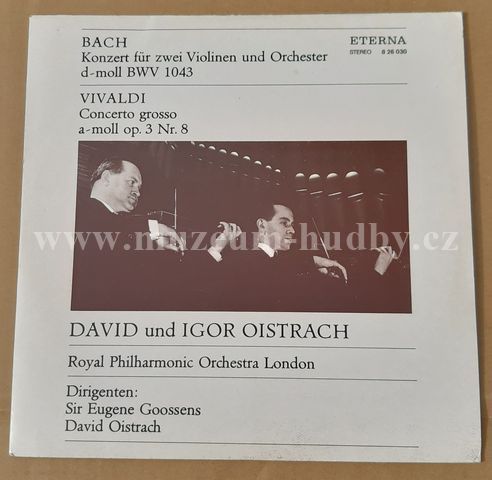 BACH
Konzert für zwei Violinen und Orchester
d-moll BWV 1043
ETERNA
STEREO 8 26 030
VIVALDI
Concerto grosso
a-moll op. 3 Nr. 8
www.muzeum-hudby.cz
DAVID und IGOR OISTRACH
Royal Philharmonic Orchestra London
Dirigenten:
Sir Eugene Goossens
David Oistrach